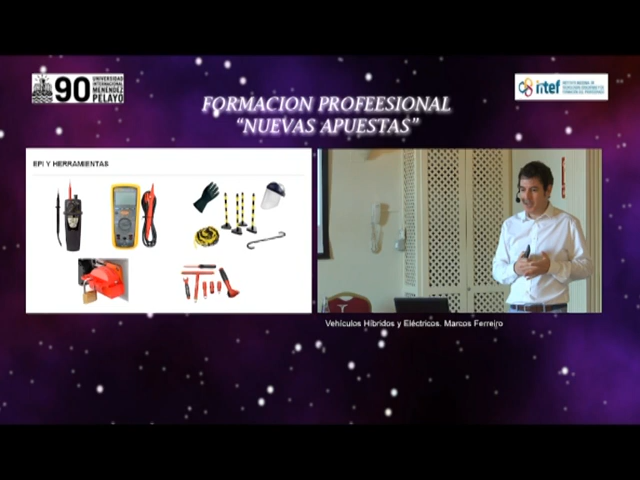 90
UNIVERSIDAD
INTERNACIONAL
MENÉNDEZ
PELAYO
intef
FORMACION PROFEESIONAL
“NUEVAS APUESTAS”
EPI Y HERRAMIENTAS
Vehículos Híbridos y Eléctricos. Marcos Ferreiro